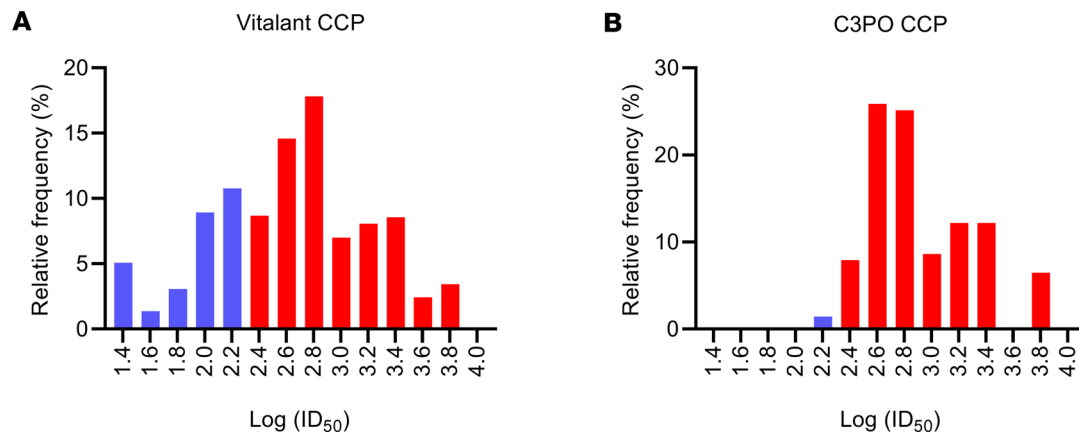 A
Vitalant CCP
Relative frequency (%)
20
15
10
5
0
1.4 1.6 1.8 2.0 2.2 2.4 2.6 2.8 3.0 3.2 3.4 3.6 3.8 4.0
Log (ID50)
B
C3PO CCP
Relative frequency (%)
30
20
10
0
1.4 1.6 1.8 2.0 2.2 2.4 2.6 2.8 3.0 3.2 3.4 3.6 3.8 4.0
Log (ID50)